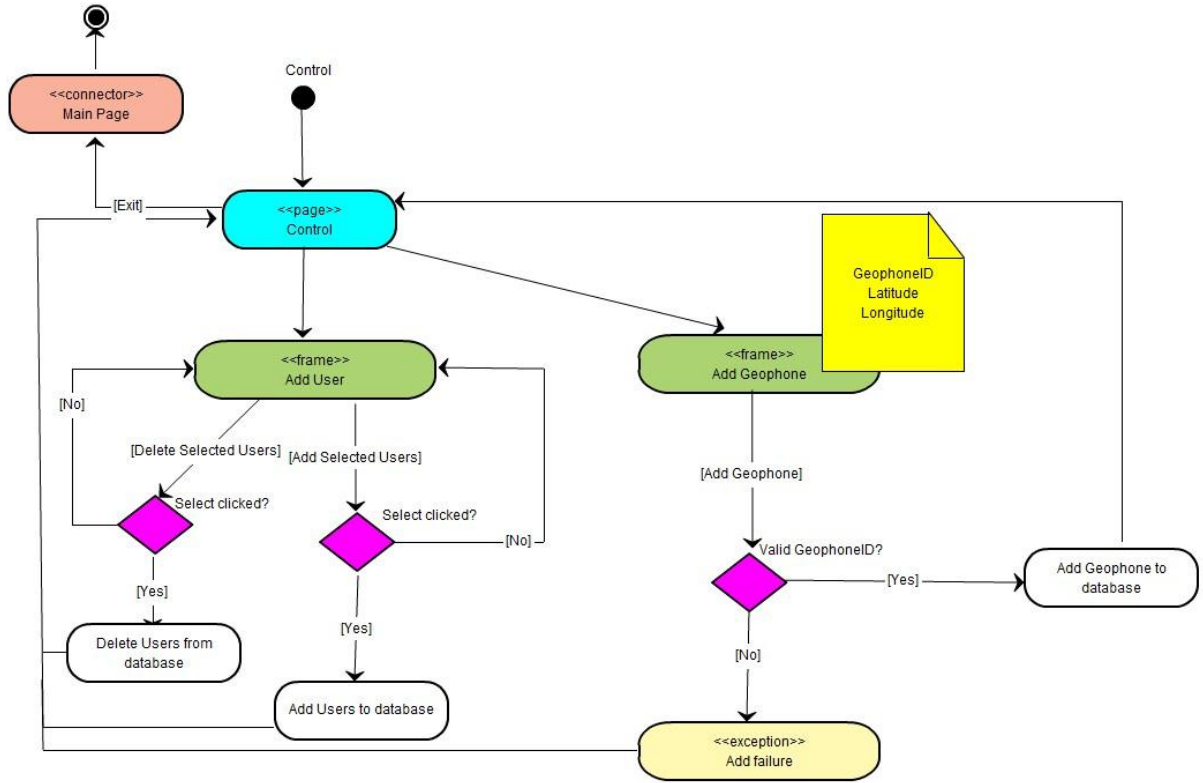 Control
<<connector>>
Main Page
[Exit]
<<page>>
Control
GeophoneID
Latitude
Longitude
<<frame>>
Add User
<<frame>>
Add Geophone
[No]
[Delete Selected Users]
[Add Selected Users]
[Add Geophone]
Select clicked?
Select clicked?
[No]
Valid GeophoneID?
[Yes]
Add Geophone to
database
[Yes]
[Yes]
[No]
Delete Users from
database
Add Users to database
<<exception>>
Add failure